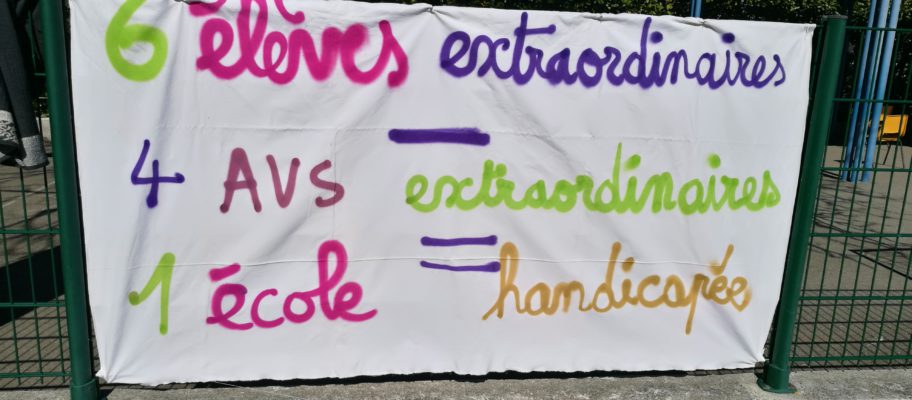 6 élèves extraordinaires
—
4 AVs extraordinaires
1 école = handicapée